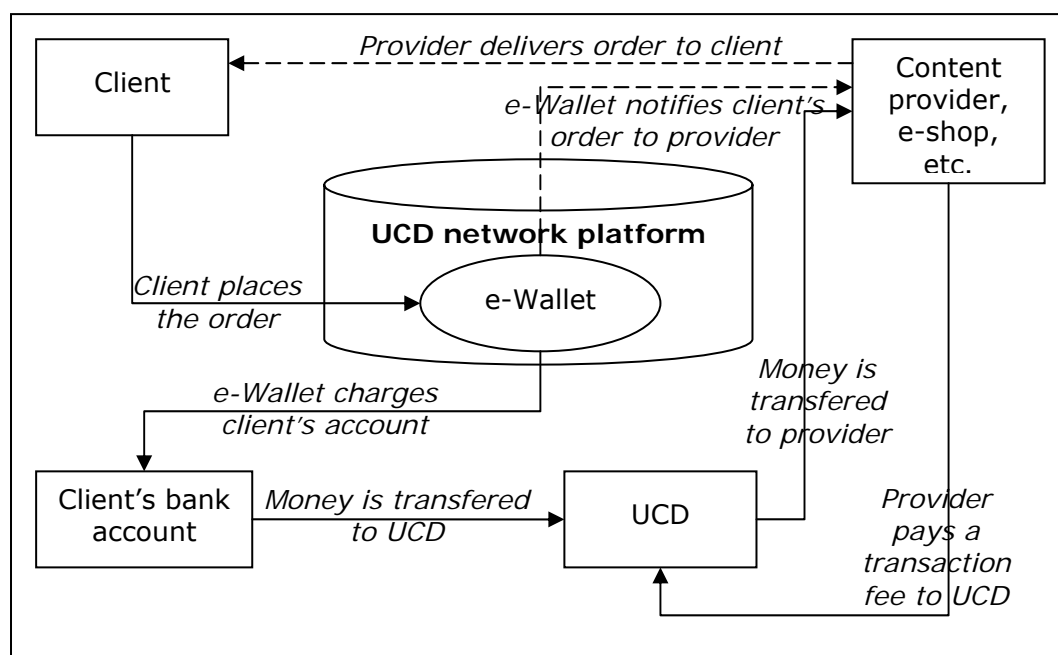 Provider delivers order to client
Client
Content
provider,
e-shop,
etc.
e-Wallet notifies client's
order to provider
UCD network platform
e-Wallet
Client places
the order
e-Wallet charges
client's account
Money is
transfered
to provider
Client's bank
account
Money is transfered
to UCD
UCD
Provider
pays a
transaction
fee to UCD